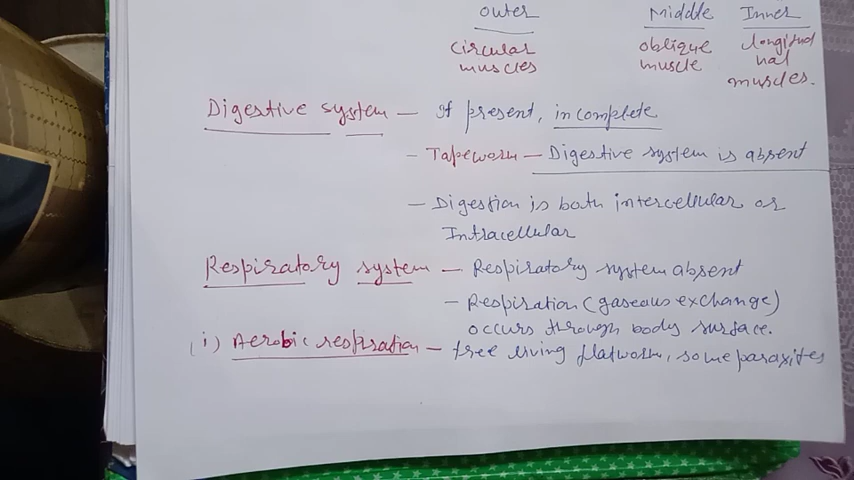 outer Middle Inner
circular oblique longitud
muscles muscle nal
muscles.
Digestive system — If present, incomplete
- Tapeworm — Digestive system is absent
- Digestion is both intercellular or
Intracellular
Respiratory system — Respiratory system absent
- Respiration (gaseous exchange)
occurs through body surface.
(i) Aerobic respiration — free living flatworm, some parasites